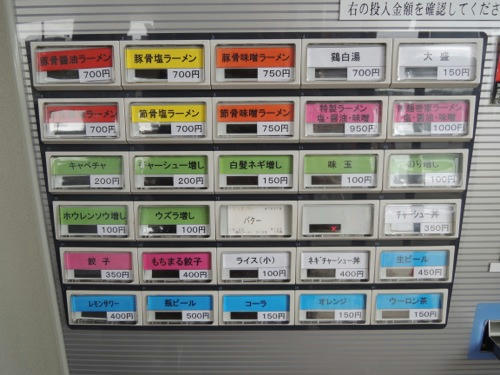 右の投入金額を確認してくださ
豚骨醤油ラーメン
700円
豚骨塩ラーメン
700円
豚骨味噌ラーメン
750円
鶏白湯
700円
大盛
150円
ラーメン
700円
節骨塩ラーメン
700円
節骨味噌ラーメン
750円
特製ラーメン
塩・醤油・味噌
950円
塩・醤油・味噌
1000円
キャベチャ
200円
チャーシュー増し
200円
白髪ネギ増し
150円
味玉
100円
のり増し
100円
ホウレンソウ増し
100円
ウズラ増し
100円
バター
チャーシュー丼
350円
餃子
350円
もちまる餃子
400円
ライス(小)
100円
ネギチャーシュー丼
400円
生ビール
450円
レモンサワー
400円
瓶ビール
500円
コーラ
150円
オレンジ
150円
ウーロン茶
150円